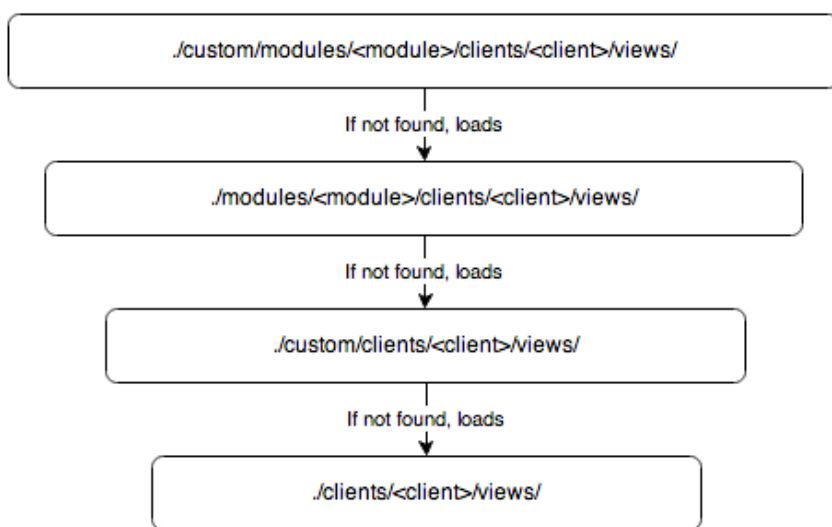 ./custom/modules/<module>/clients/<client>/views/
If not found, loads
./modules/<module>/clients/<client>/views/
If not found, loads
./custom/clients/<client>/views/
If not found, loads
./clients/<client>/views/